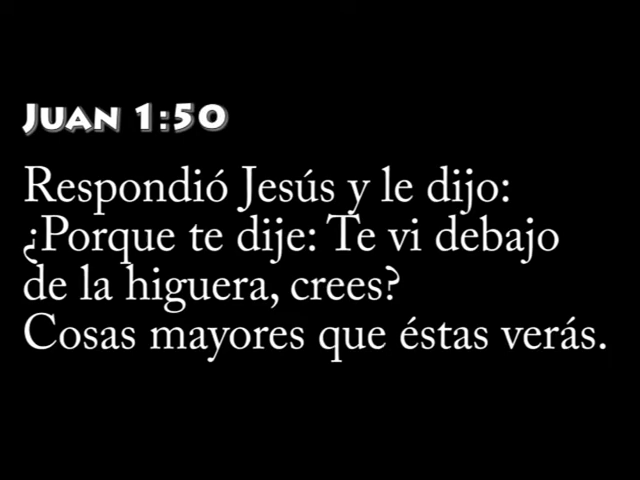 Juan 1:50
Respondió Jesús y le dijo:
¿Porque te dije: Te vi debajo
de la higuera, crees?
Cosas mayores que éstas verás.